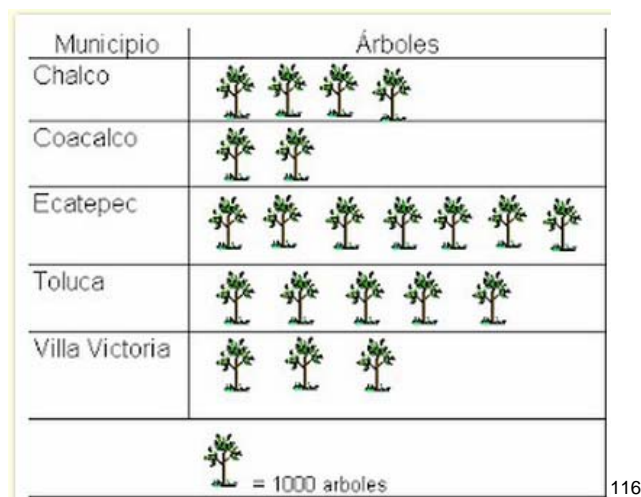 Municipio Árboles
Chalco
Coacalco
Ecatepec
Toluca
Villa Victoria
= 1000 arboles
116